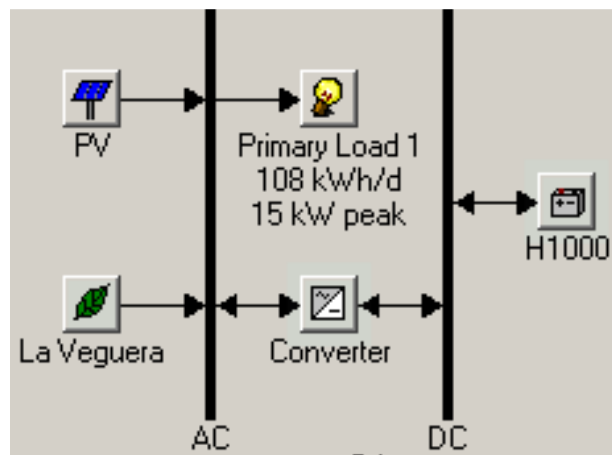 PV
Primary Load 1
108 kWh/d
15 kW peak
H1000
La Veguera
Converter
AC
DC